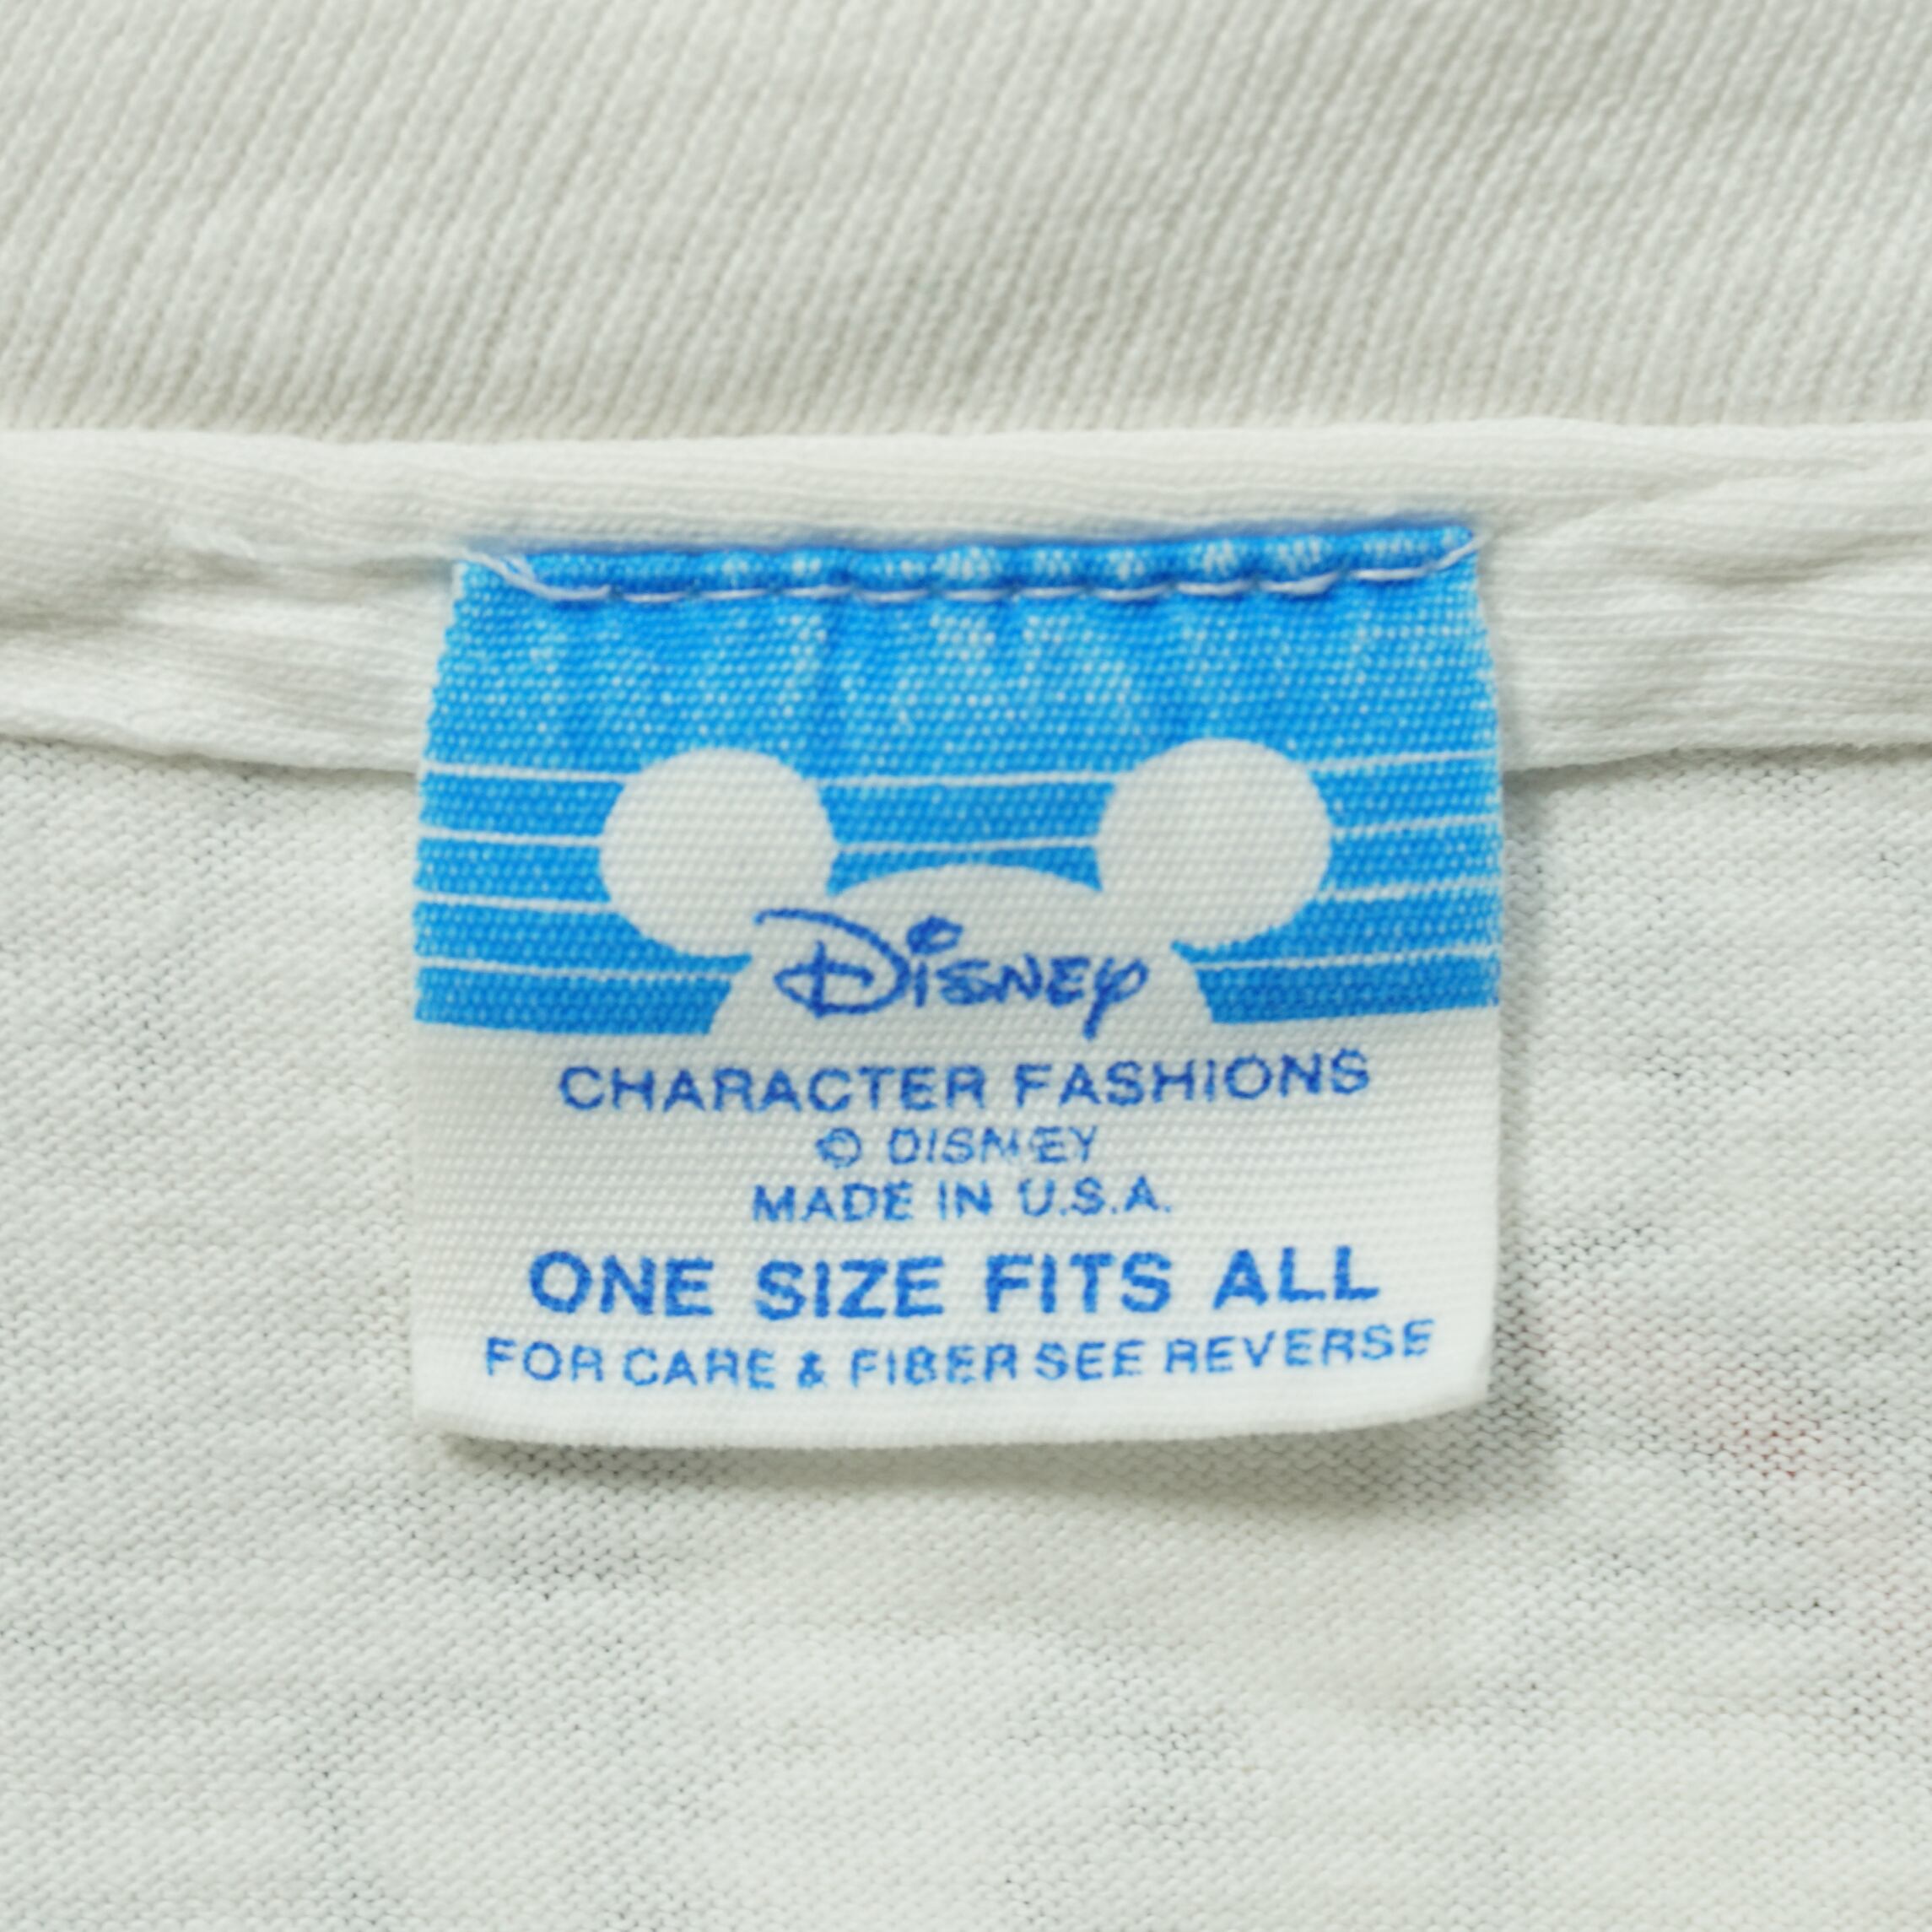 Disney
CHARACTER FASHIONS
© DISNEY
MADE IN U.S.A.
ONE SIZE FITS ALL
FOR CARE & FIBER SEE REVERSE